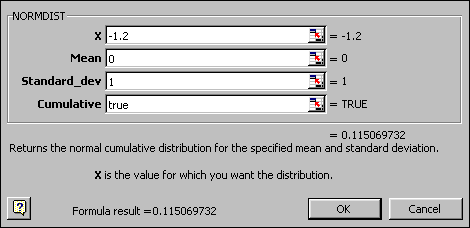 NORMDIST
X -1.2 = -1.2
Mean 0 = 0
Standard_dev 1 = 1
Cumulative true = TRUE
= 0.115069732
Returns the normal cumulative distribution for the specified mean and standard deviation.
X is the value for which you want the distribution.
? Formula result =0.115069732 OK Cancel